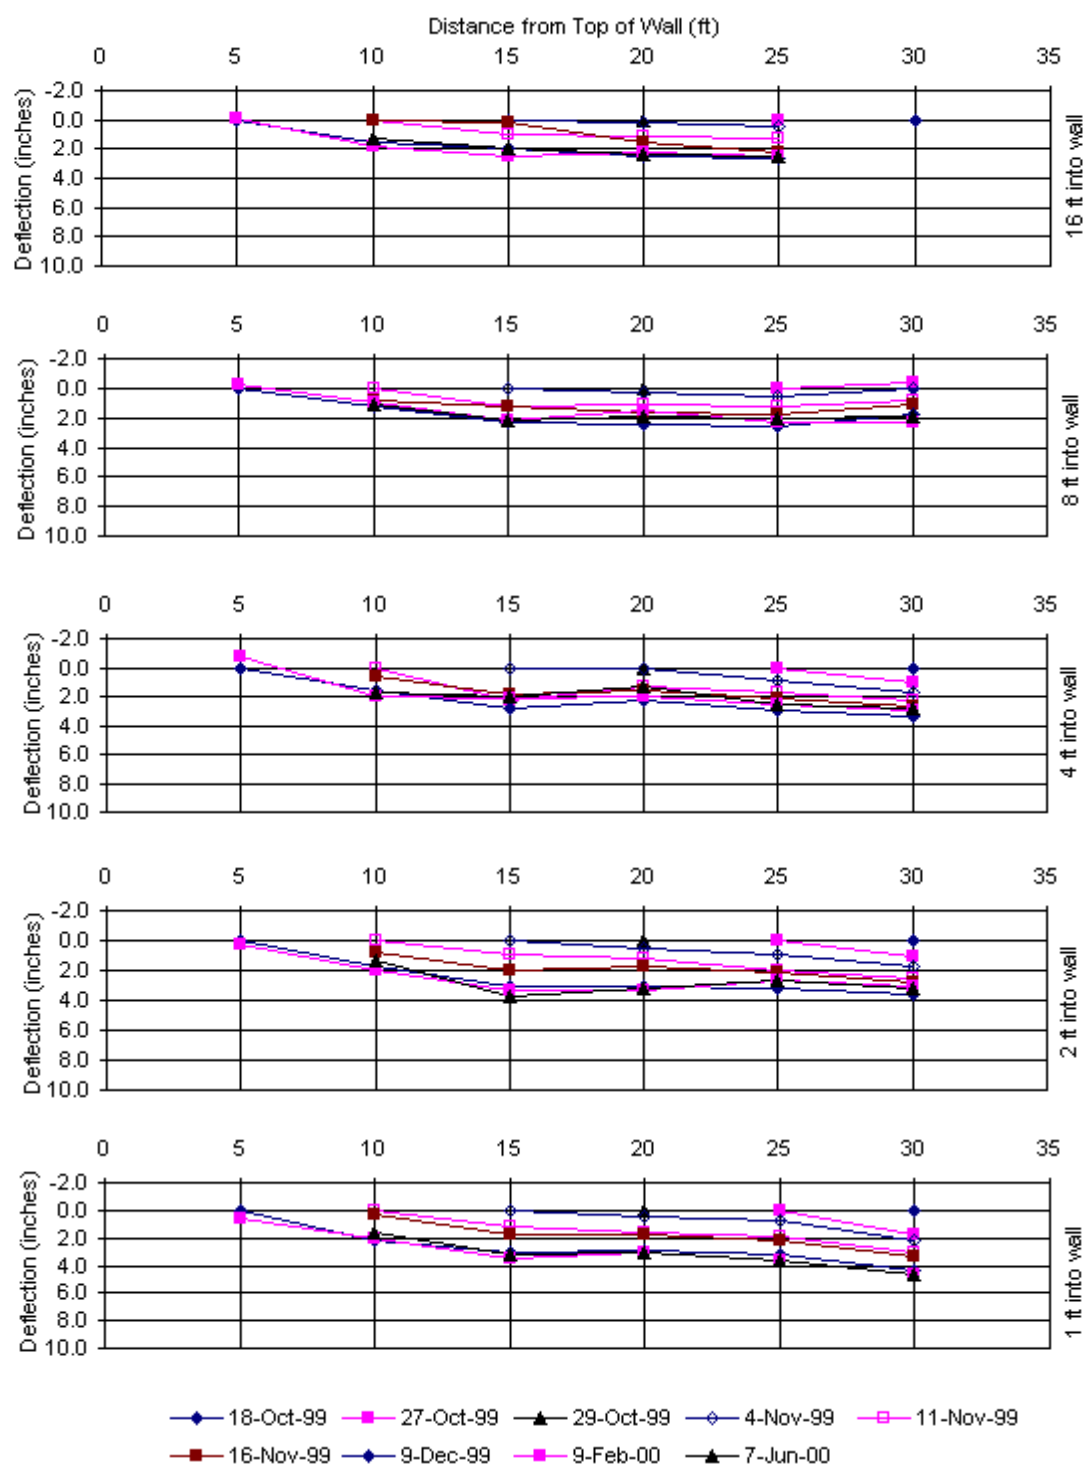 Distance from Top of Wall (ft)
0 5 10 15 20 25 30 35
-2.0
0.0
2.0
4.0
6.0
8.0
10.0
Deflection (inches)
16 ft into wall
0 5 10 15 20 25 30 35
-2.0
0.0
2.0
4.0
6.0
8.0
10.0
Deflection (inches)
8 ft into wall
0 5 10 15 20 25 30 35
-2.0
0.0
2.0
4.0
6.0
8.0
10.0
Deflection (inches)
4 ft into wall
0 5 10 15 20 25 30 35
-2.0
0.0
2.0
4.0
6.0
8.0
10.0
Deflection (inches)
2 ft into wall
0 5 10 15 20 25 30 35
-2.0
0.0
2.0
4.0
6.0
8.0
10.0
Deflection (inches)
1 ft into wall
18-Oct-99 27-Oct-99 29-Oct-99 4-Nov-99 11-Nov-99
16-Nov-99 9-Dec-99 9-Feb-00 7-Jun-00